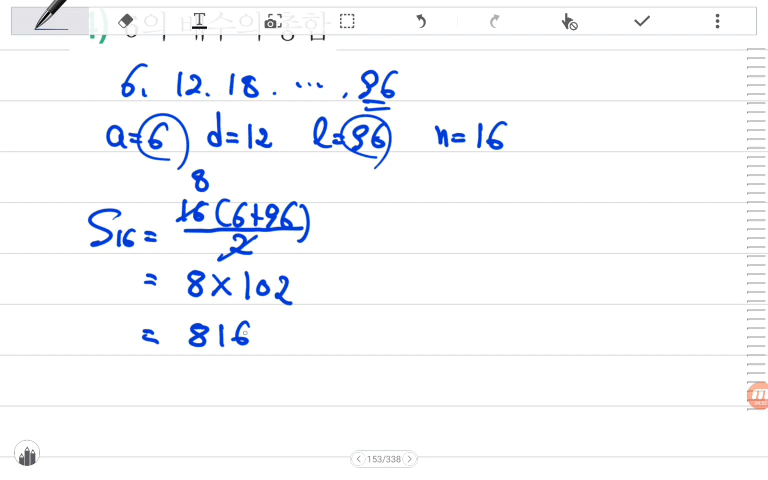 6. 12. 18. ⋯ , 96
a=6 d=12 l=96 n=16
8
S16 = 16(6+96)
2
= 8×102
= 816
153/338